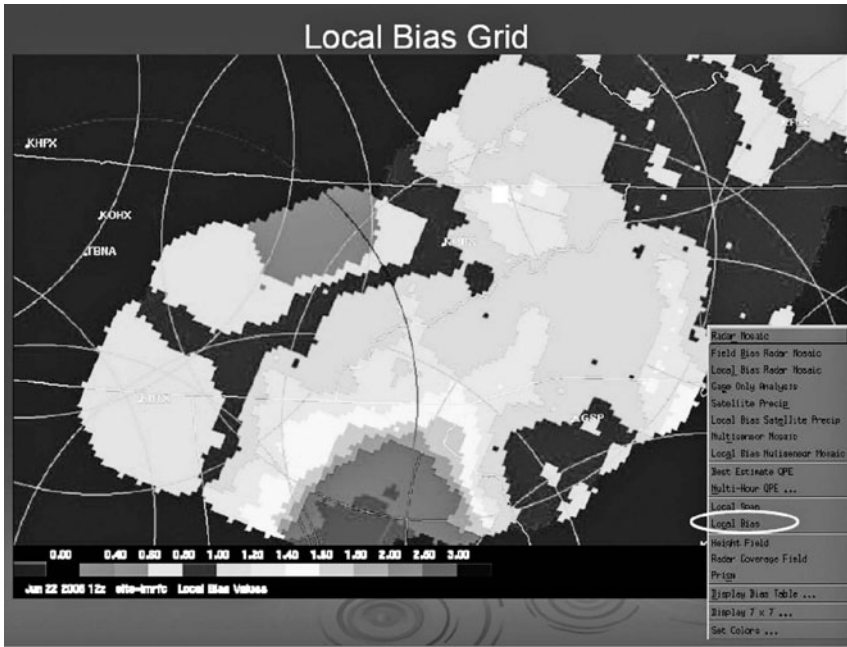 Local Bias Grid
KHPX
KOHX
TBNA
GSP
Radar Mosaic
Field Bias Radar Mosaic
Local Bias Radar Mosaic
Gage Only Analysis
Satellite Precip
Local Bias Satellite Precip
Multisensor Mosaic
Local Bias Multisensor Mosaic
Best Estimate QPE
Multi-Hour QPE ...
Local Span
Local Bias
Height Field
Radar Coverage Field
Prism
Display Bias Table ...
Display 7 x 7 ...
Set Colors ...
0.00 0.40 0.60 0.80 1.00 1.20 1.40 1.60 2.00 2.50 3.00
Jun 22 2006 12z site=lmrfc Local Bias Values